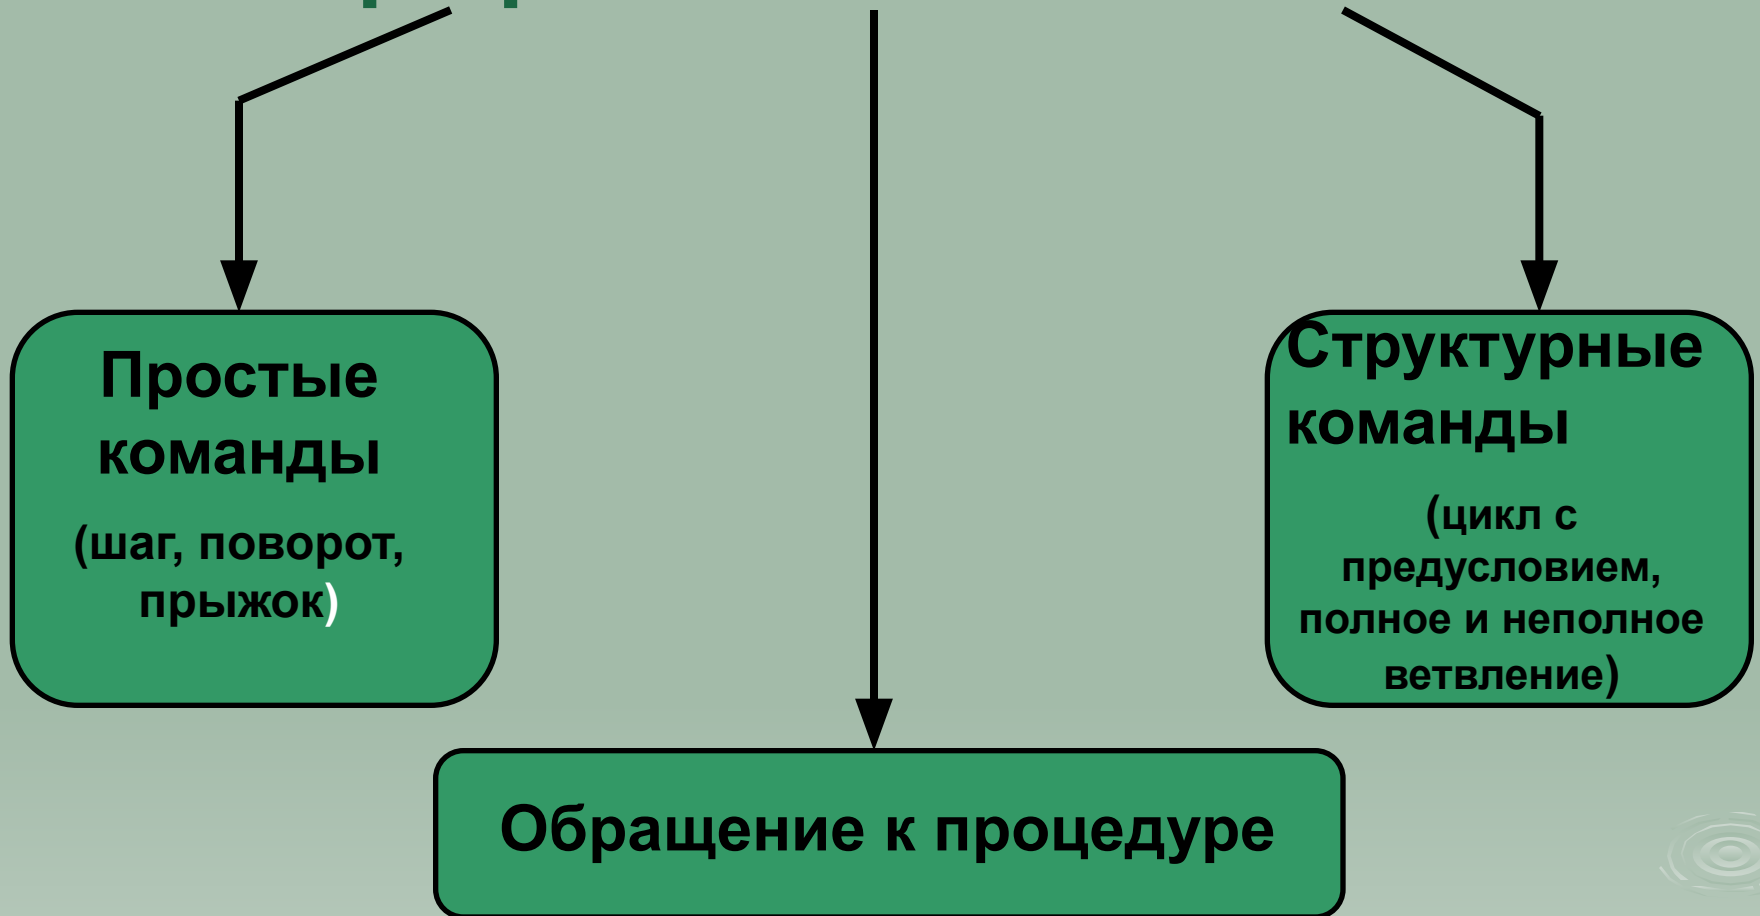 Простые
команды
(шаг, поворот,
прыжок)
Структурные
команды
(цикл с
предусловием,
полное и неполное
ветвление)
Обращение к процедуре